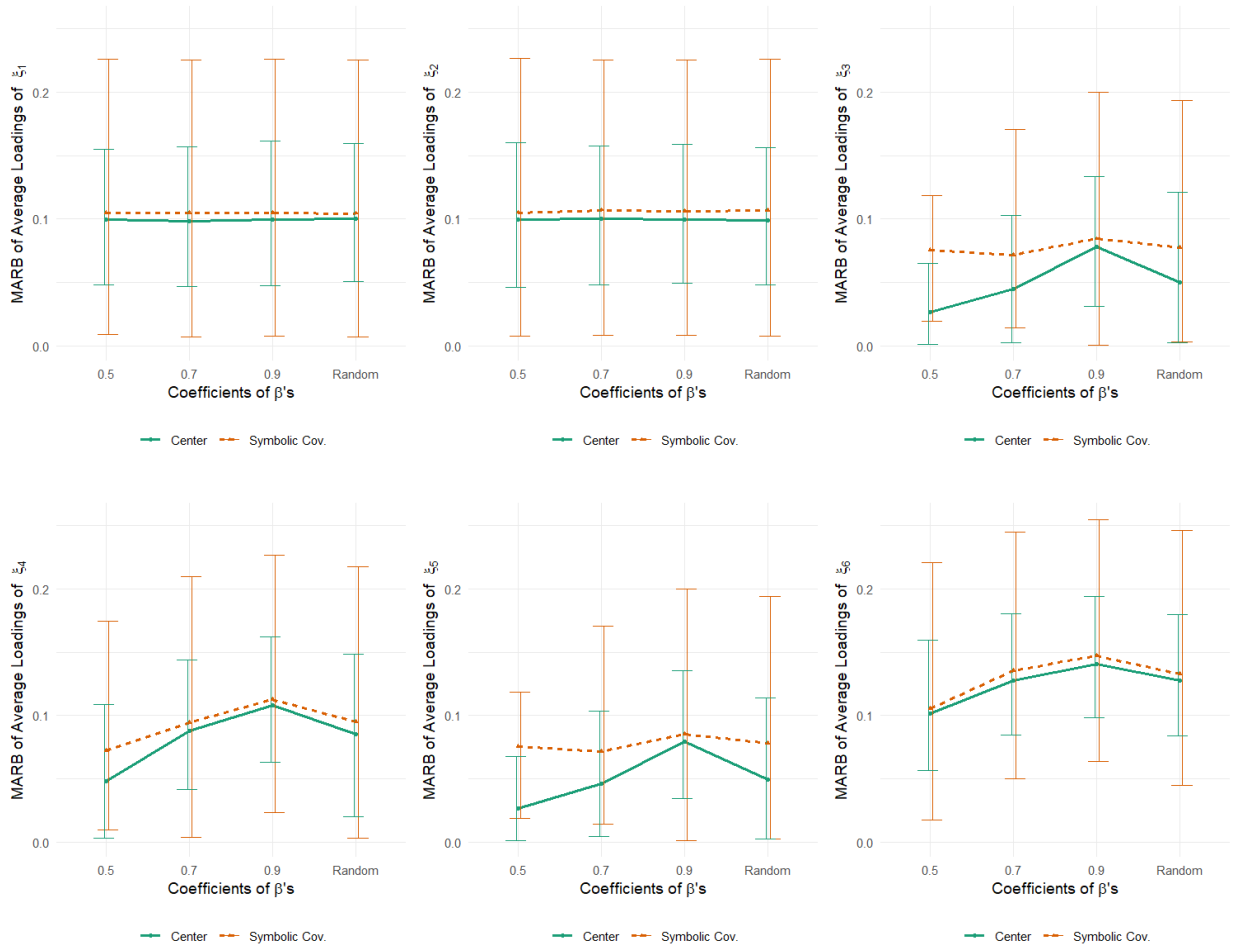 MARB of Average Loadings of ξ1
0.2
0.1
0.0
0.5 0.7 0.9 Random
Coefficients of β's
Center Symbolic Cov.
MARB of Average Loadings of ξ2
0.2
0.1
0.0
0.5 0.7 0.9 Random
Coefficients of β's
Center Symbolic Cov.
MARB of Average Loadings of ξ3
0.2
0.1
0.0
0.5 0.7 0.9 Random
Coefficients of β's
Center Symbolic Cov.
MARB of Average Loadings of ξ4
0.2
0.1
0.0
0.5 0.7 0.9 Random
Coefficients of β's
Center Symbolic Cov.
MARB of Average Loadings of ξ5
0.2
0.1
0.0
0.5 0.7 0.9 Random
Coefficients of β's
Center Symbolic Cov.
MARB of Average Loadings of ξ6
0.2
0.1
0.0
0.5 0.7 0.9 Random
Coefficients of β's
Center Symbolic Cov.